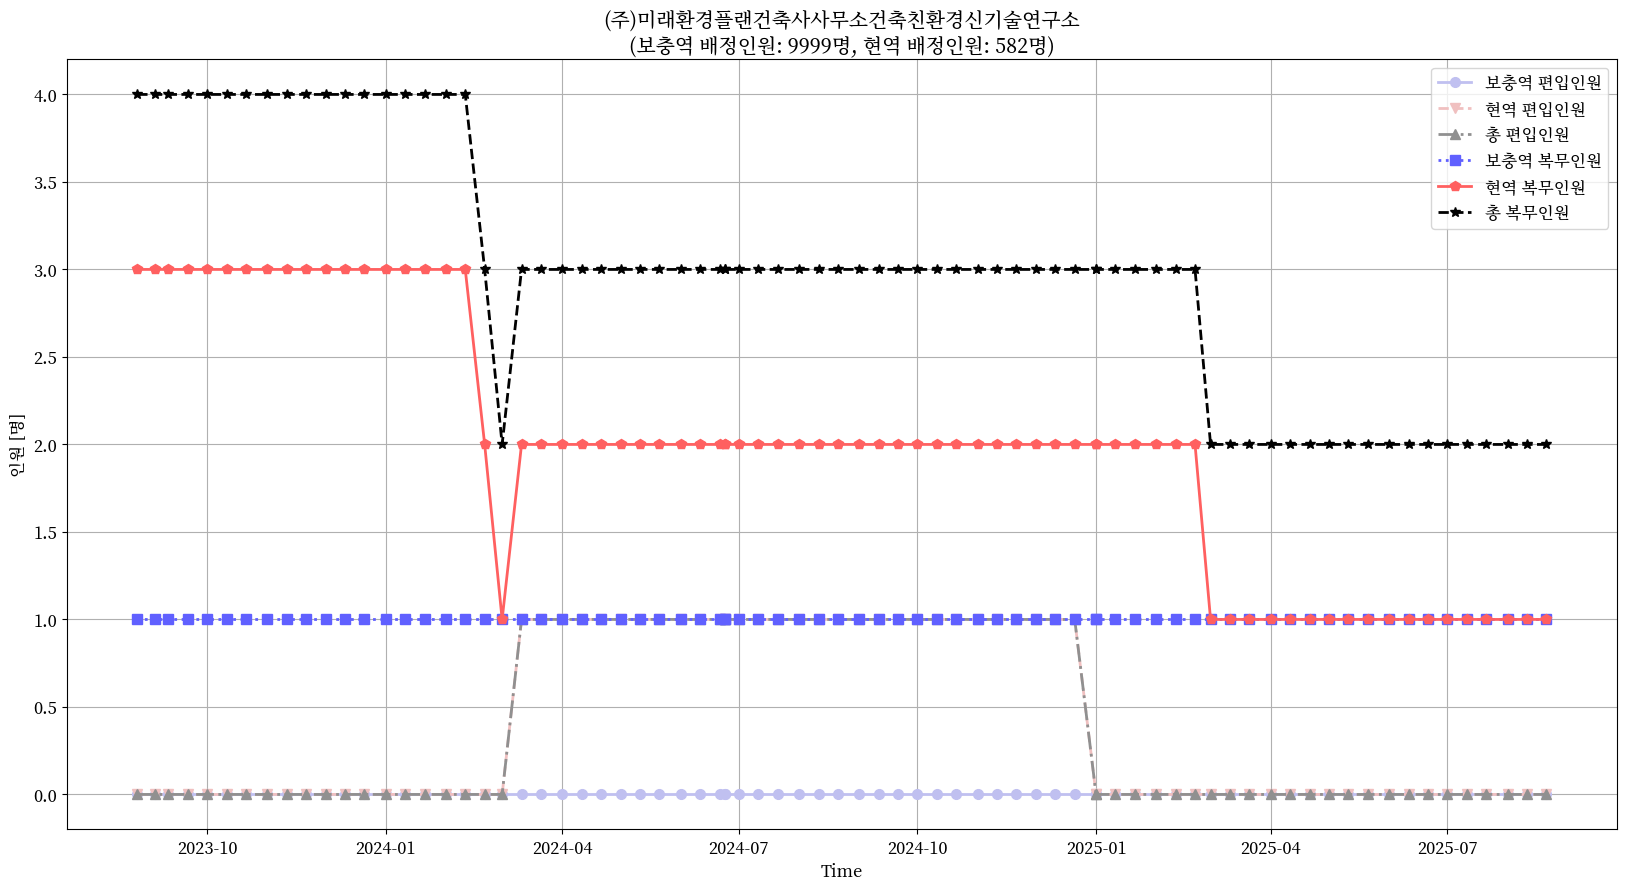 (주)미래환경플랜건축사사무소건축친환경신기술연구소
(보충역 배정인원: 9999명, 현역 배정인원: 582명)
보충역 편입인원
현역 편입인원
총 편입인원
보충역 복무인원
현역 복무인원
총 복무인원
인원 [명]
4.0
3.5
3.0
2.5
2.0
1.5
1.0
0.5
0.0
2023-10 2024-01 2024-04 2024-07 2024-10 2025-01 2025-04 2025-07
Time